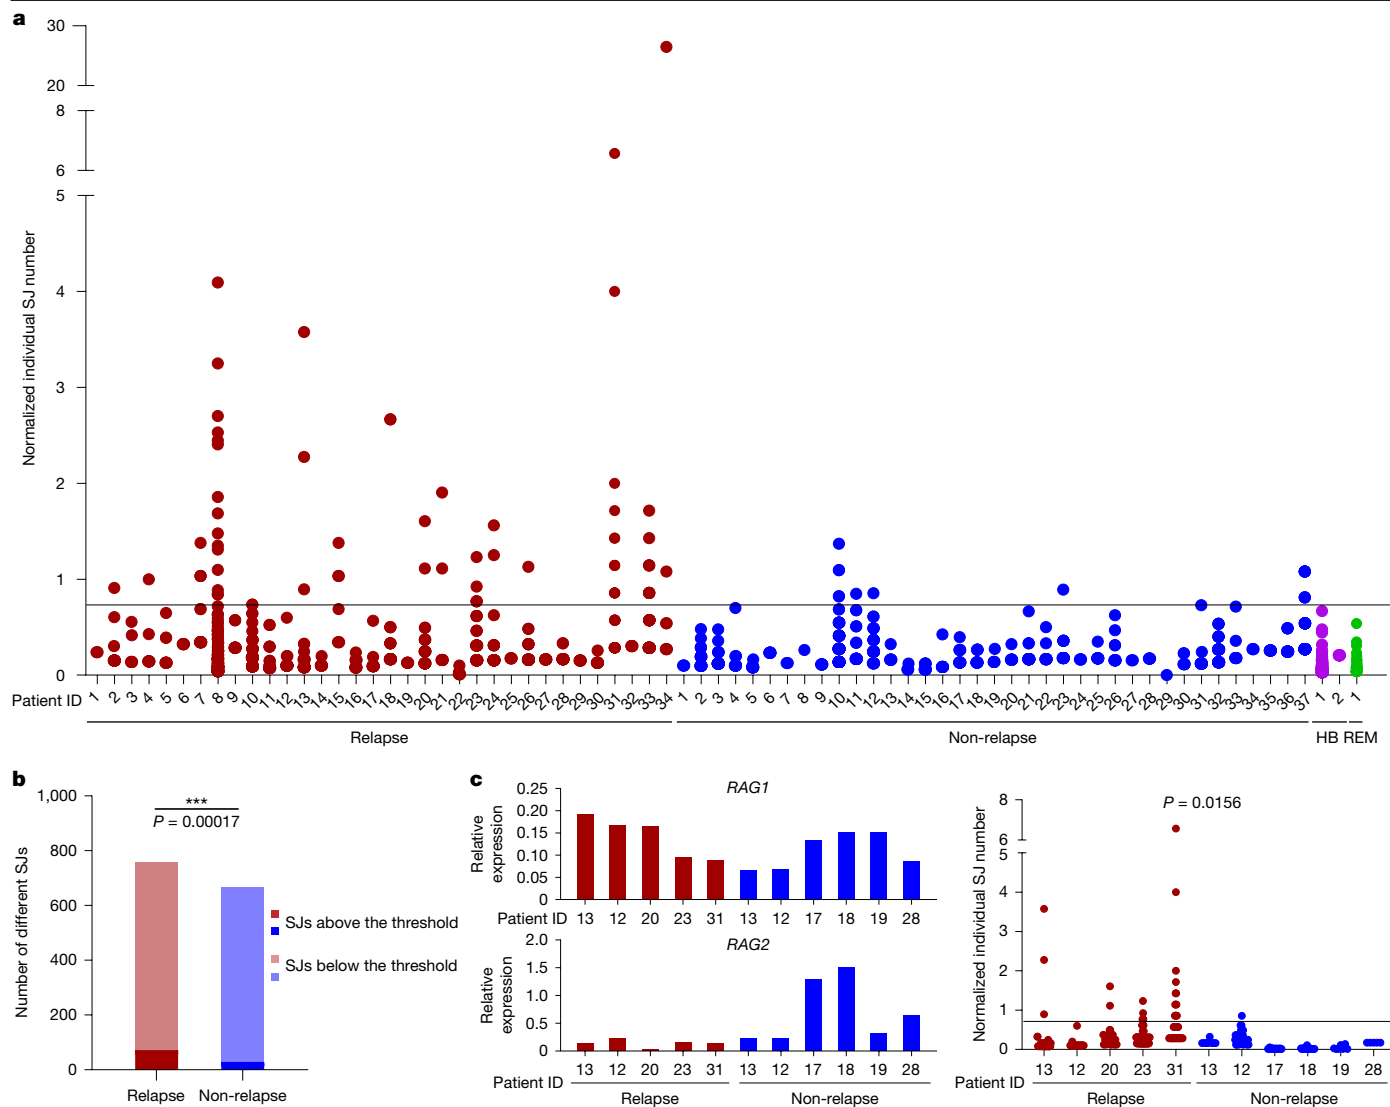 a
30
20
8
6
5
4
3
2
1
0
Normalized individual SJ number
Patient ID 1 2 3 4 5 6 7 8 9 10 11 12 13 14 15 16 17 18 19 20 21 22 23 24 25 26 27 28 29 30 31 32 33 34 1 2 3 4 5 6 7 8 9 10 11 12 13 14 15 16 17 18 19 20 21 22 23 24 25 26 27 28 29 30 31 32 33 34 35 36 37 1 2 1
Relapse Non-relapse HB REM
b
1,000
800
600
400
200
0
Number of different SJs
***
P = 0.00017
SJs above the threshold
SJs below the threshold
Relapse Non-relapse
c
RAG1
0.25
0.20
0.15
0.10
0.05
0
Relative
expression
Patient ID 13 12 20 23 31 13 12 17 18 19 28
RAG2
2.0
1.5
1.0
0.5
0
Relative
expression
Patient ID 13 12 20 23 31 13 12 17 18 19 28
Relapse Non-relapse
P = 0.0156
8
6
5
4
3
2
1
0
Normalized individual SJ number
Patient ID 13 12 20 23 31 13 12 17 18 19 28
Relapse Non-relapse